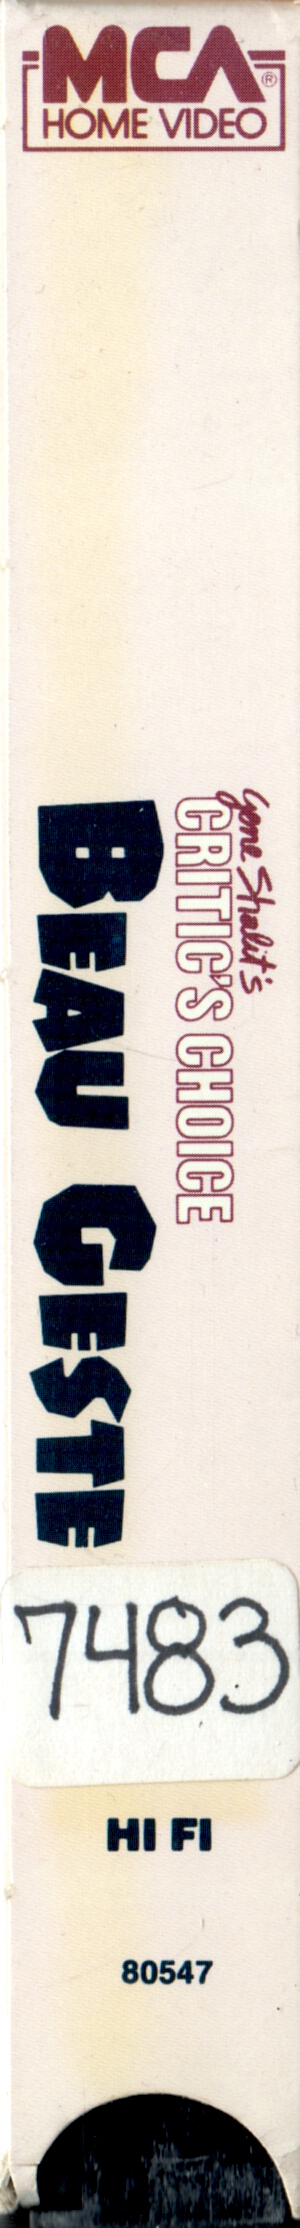 MCA®
HOME VIDEO
Gene Shalit's
CRITIC'S CHOICE
BEAU GESTE
7483
HI FI
80547